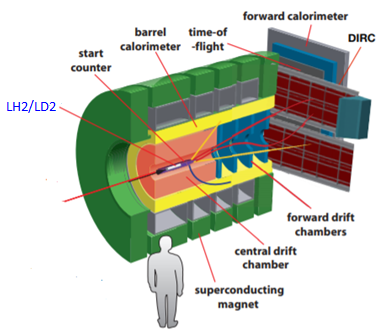 forward calorimeter
barrel
calorimeter
time-of
-flight
DIRC
start
counter
LH2/LD2
forward drift
chambers
central drift
chamber
superconducting
magnet